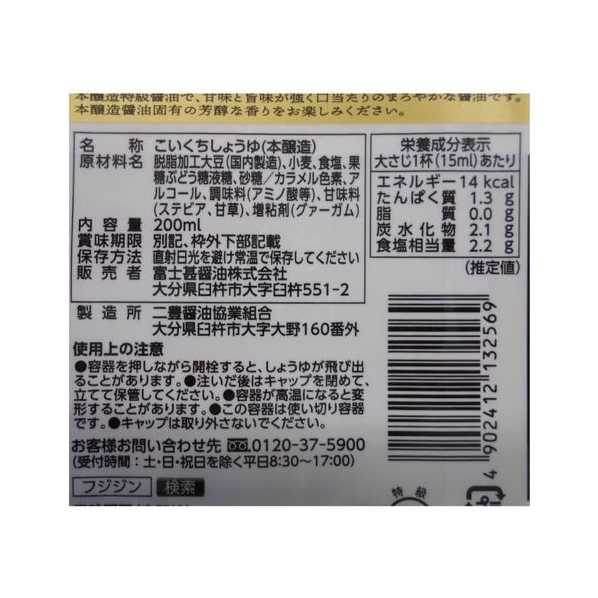 本醸造特級醤油で、甘味と旨味が強く口当たりのまろやかな醤油です。
本醸造醤油固有の芳醇な香りをお楽しみください。
名称 こいくちしょうゆ(本醸造)
原材料名 脱脂加工大豆(国内製造)、小麦、食塩、果
糖ぶどう糖液糖、砂糖/カラメル色素、ア
ルコール、調味料(アミノ酸等)、甘味料
(ステビア、甘草)、増粘剤(グァーガム)
内容量 200ml
賞味期限 別記、枠外下部記載
保存方法 直射日光を避け常温で保存してください
販売者 富士甚醤油株式会社
大分県臼杵市大字臼杵551-2
製造所 二豊醤油協業組合
大分県臼杵市大字大野160番外
使用上の注意
●容器を押しながら開栓すると、しょうゆが飛び出
ることがあります。●注いだ後はキャップを閉めて、
立てて保管してください。●容器が高温になると変
形することがあります。●この容器は使い切り容器
です。●キャップは取り外さないでください。
お客様お問い合わせ先 0120-37-5900
(受付時間:土・日・祝日を除く平日8:30〜17:00)
フジジン 検索
栄養成分表示
大さじ1杯(15ml)あたり
エネルギー 14 kcal
たんぱく質 1.3 g
脂質 0.0 g
炭水化物 2.1 g
食塩相当量 2.2 g
(推定値)
4 902412 132569
特級